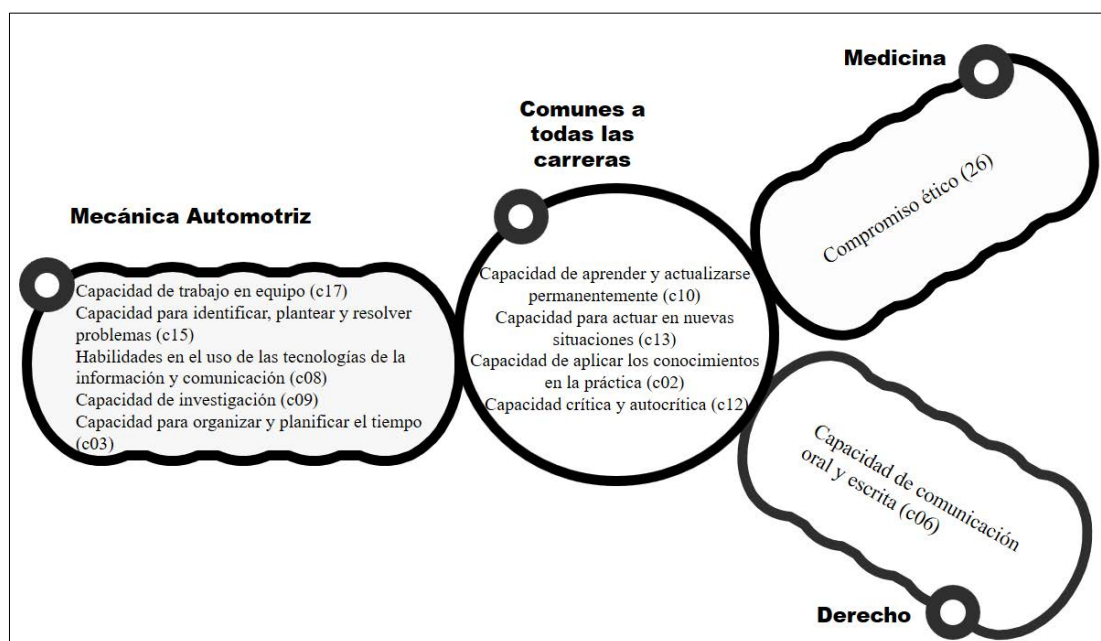 Mecánica Automotriz
Capacidad de trabajo en equipo (c17)
Capacidad para identificar, plantear y resolver
problemas (c15)
Habilidades en el uso de las tecnologías de la
información y comunicación (c08)
Capacidad de investigación (c09)
Capacidad para organizar y planificar el tiempo
(c03)
Comunes a
todas las
carreras
Capacidad de aprender y actualizarse
permanentemente (c10)
Capacidad para actuar en nuevas
situaciones (c13)
Capacidad de aplicar los conocimientos
en la práctica (c02)
Capacidad crítica y autocrítica (c12)
Medicina
Compromiso ético (26)
Capacidad de comunicación
oral y escrita (c06)
Derecho